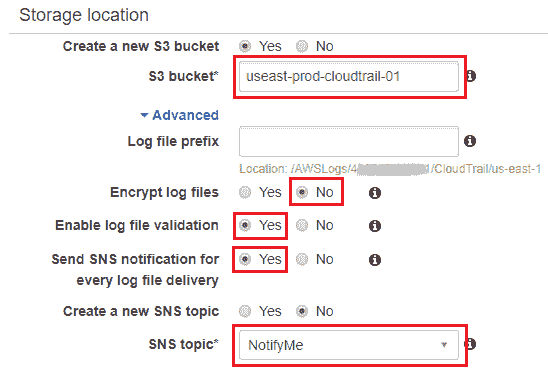 Storage location
Create a new S3 bucket Yes No
S3 bucket* useast-prod-cloudtrail-01
Advanced
Log file prefix
Location: /AWSLogs/4 1/CloudTrail/us-east-1
Encrypt log files Yes No
Enable log file validation Yes No
Send SNS notification for Yes No
every log file delivery
Create a new SNS topic Yes No
SNS topic* NotifyMe